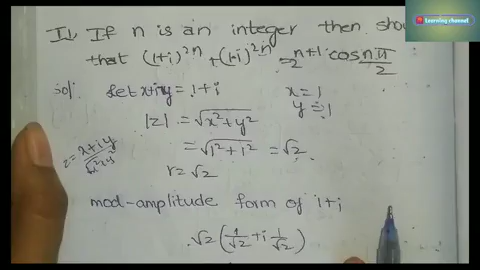 II, If n is an integer then show
that (1+i)^2n + (1-i)^2n = 2^n+1 cos nπ/2
Sol: Let x+iy = 1+i
x = 1
y = 1
|z| = √x²+y²
= √1²+1² = √2
z = x+iy/√x²+y²
r = √2
mod-amplitude form of 1+i
√2 (1/√2 + i 1/√2)
Learning channel